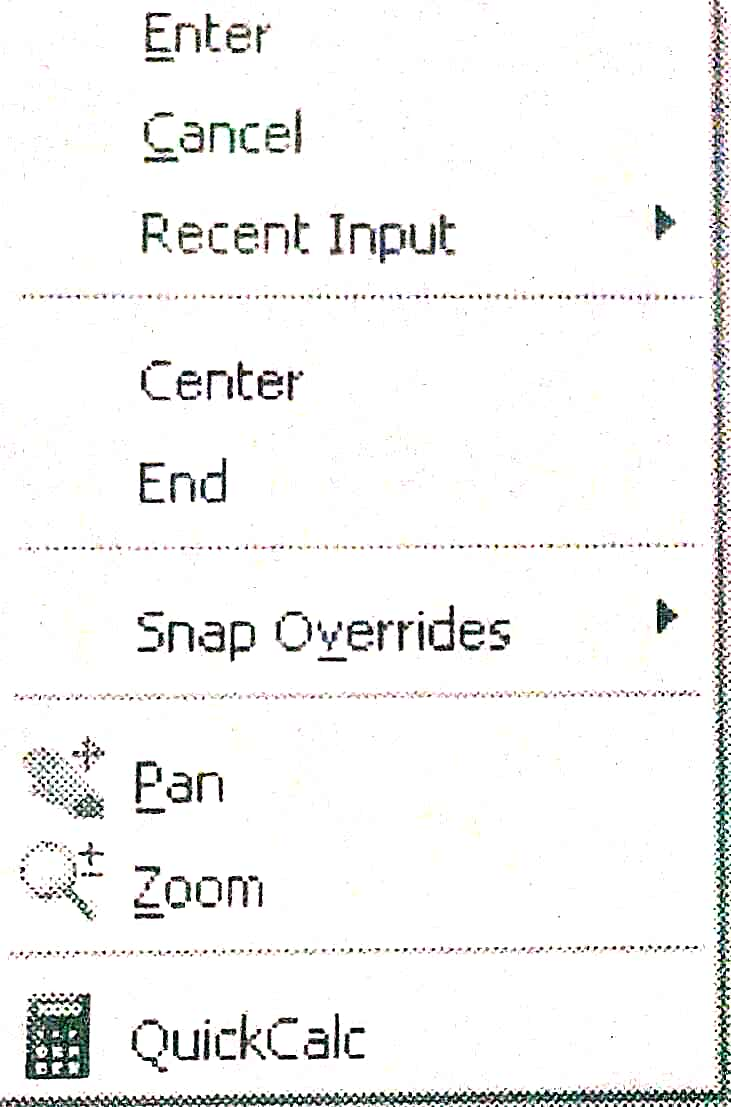 Enter
Cancel
Recent Input
Center
End
Snap Overrides
Pan
Zoom
QuickCalc